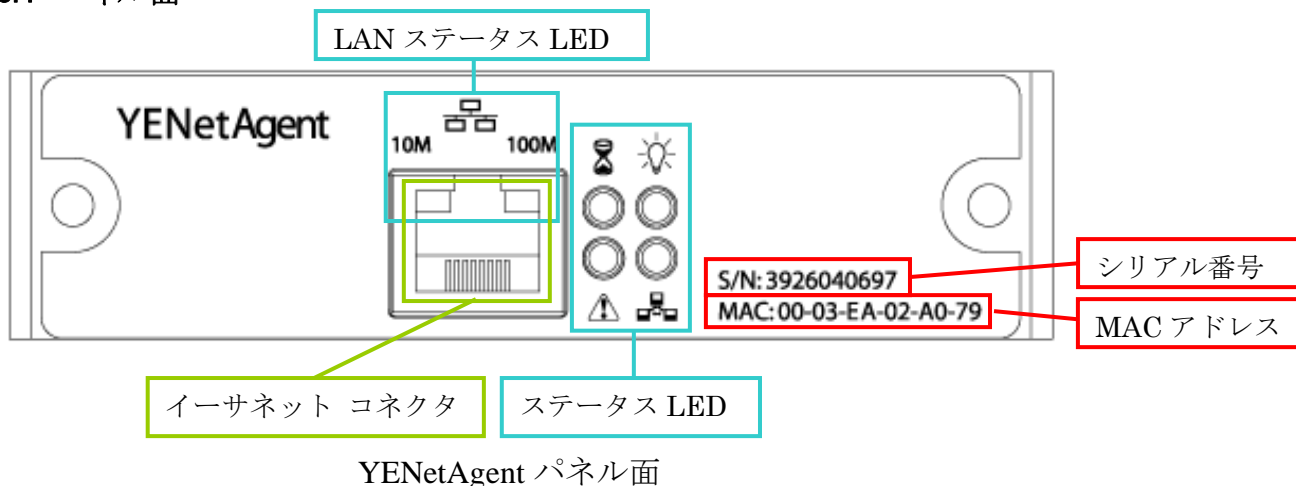 LAN ステータス LED
YENetAgent
10M
100M
S/N: 3926040697
シリアル番号
MAC: 00-03-EA-02-A0-79
MAC アドレス
イーサネット コネクタ
ステータス LED
YENetAgent パネル面